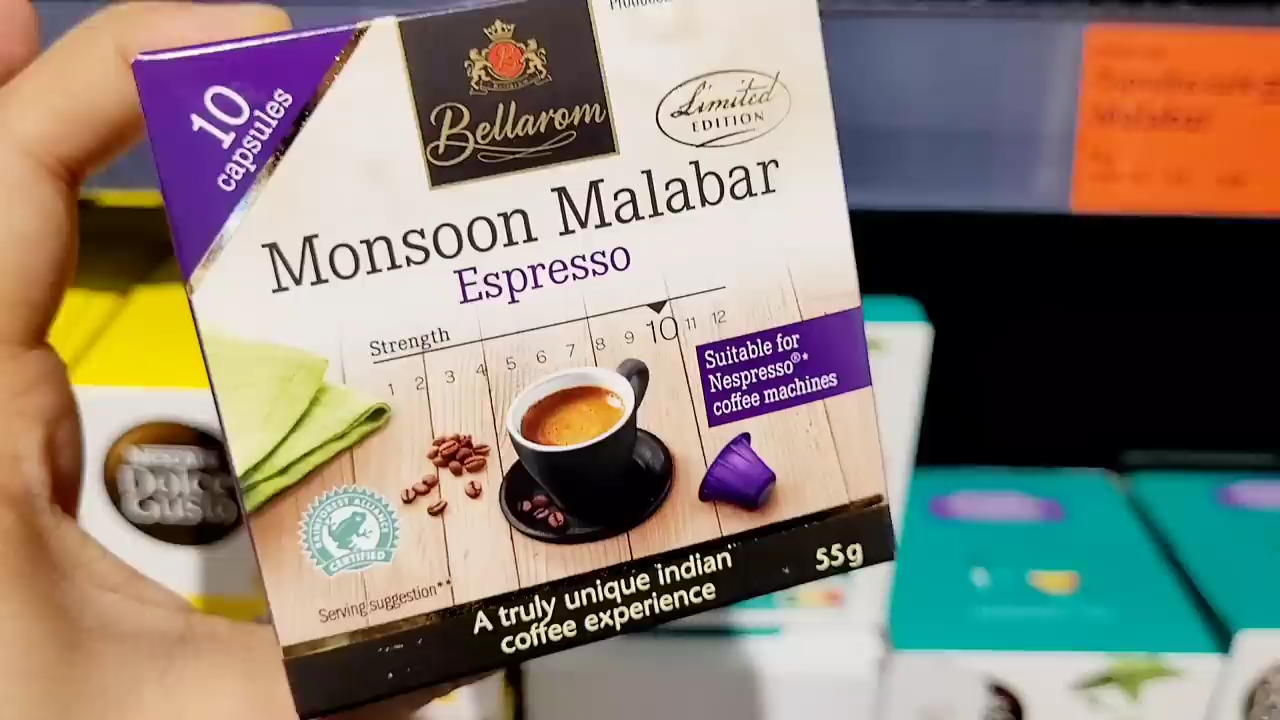 10
capsules
Bellarom
Limited
EDITION
Monsoon Malabar
Espresso
Strength
1 2 3 4 5 6 7 8 9 10 11 12
Suitable for
Nespresso®*
coffee machines
RAINFOREST ALLIANCE
CERTIFIED
Serving suggestion**
A truly unique indian
coffee experience
55g
Dolce
Gusto
Malabar